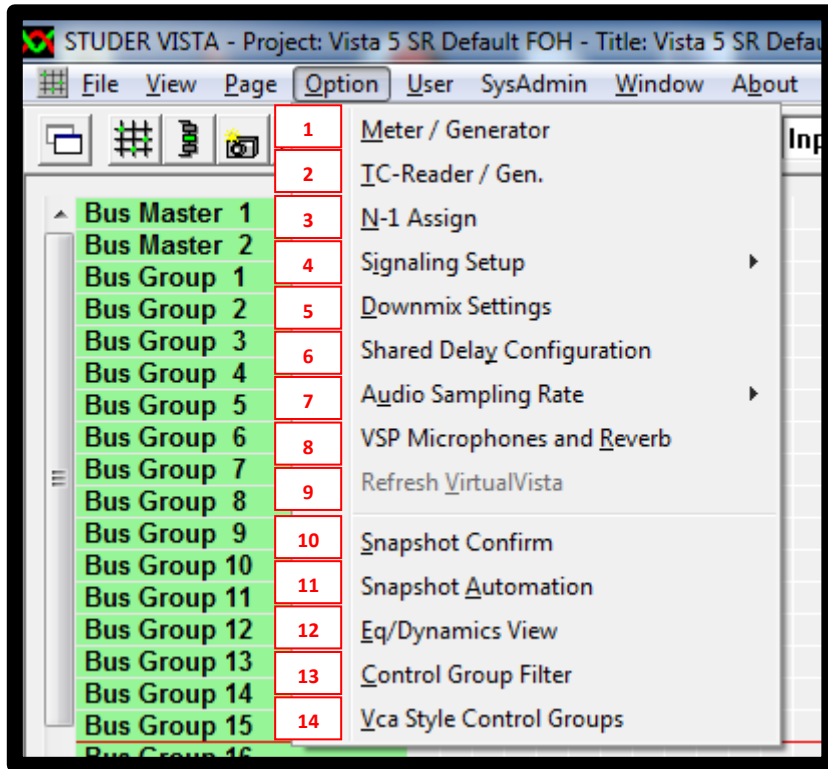 STUDER VISTA - Project: Vista 5 SR Default FOH - Title: Vista 5 SR Defau
File View Page Option User SysAdmin Window About
Inp
1 Meter / Generator
2 TC-Reader / Gen.
3 N-1 Assign
4 Signaling Setup
5 Downmix Settings
6 Shared Delay Configuration
7 Audio Sampling Rate
8 VSP Microphones and Reverb
9 Refresh VirtualVista
10 Snapshot Confirm
11 Snapshot Automation
12 Eq/Dynamics View
13 Control Group Filter
14 Vca Style Control Groups
Bus Master 1
Bus Master 2
Bus Group 1
Bus Group 2
Bus Group 3
Bus Group 4
Bus Group 5
Bus Group 6
Bus Group 7
Bus Group 8
Bus Group 9
Bus Group 10
Bus Group 11
Bus Group 12
Bus Group 13
Bus Group 14
Bus Group 15
Bus Group 16